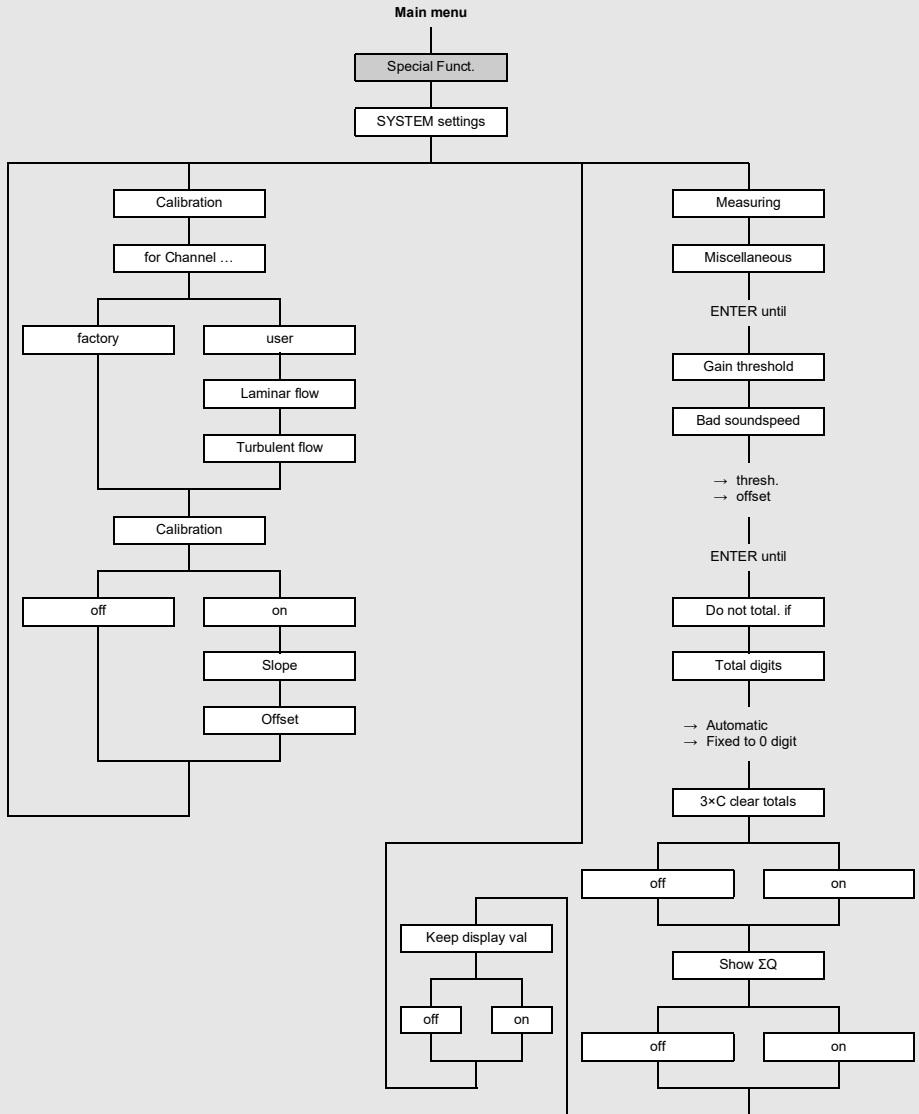 Main menu
Special Funct.
SYSTEM settings
Calibration
for Channel …
factory
user
Laminar flow
Turbulent flow
Calibration
off
on
Slope
Offset
Measuring
Miscellaneous
ENTER until
Gain threshold
Bad soundspeed
→ thresh.
→ offset
ENTER until
Do not total. if
Total digits
→ Automatic
→ Fixed to 0 digit
3×C clear totals
off
on
Show ΣQ
off
on
Keep display val
off
on